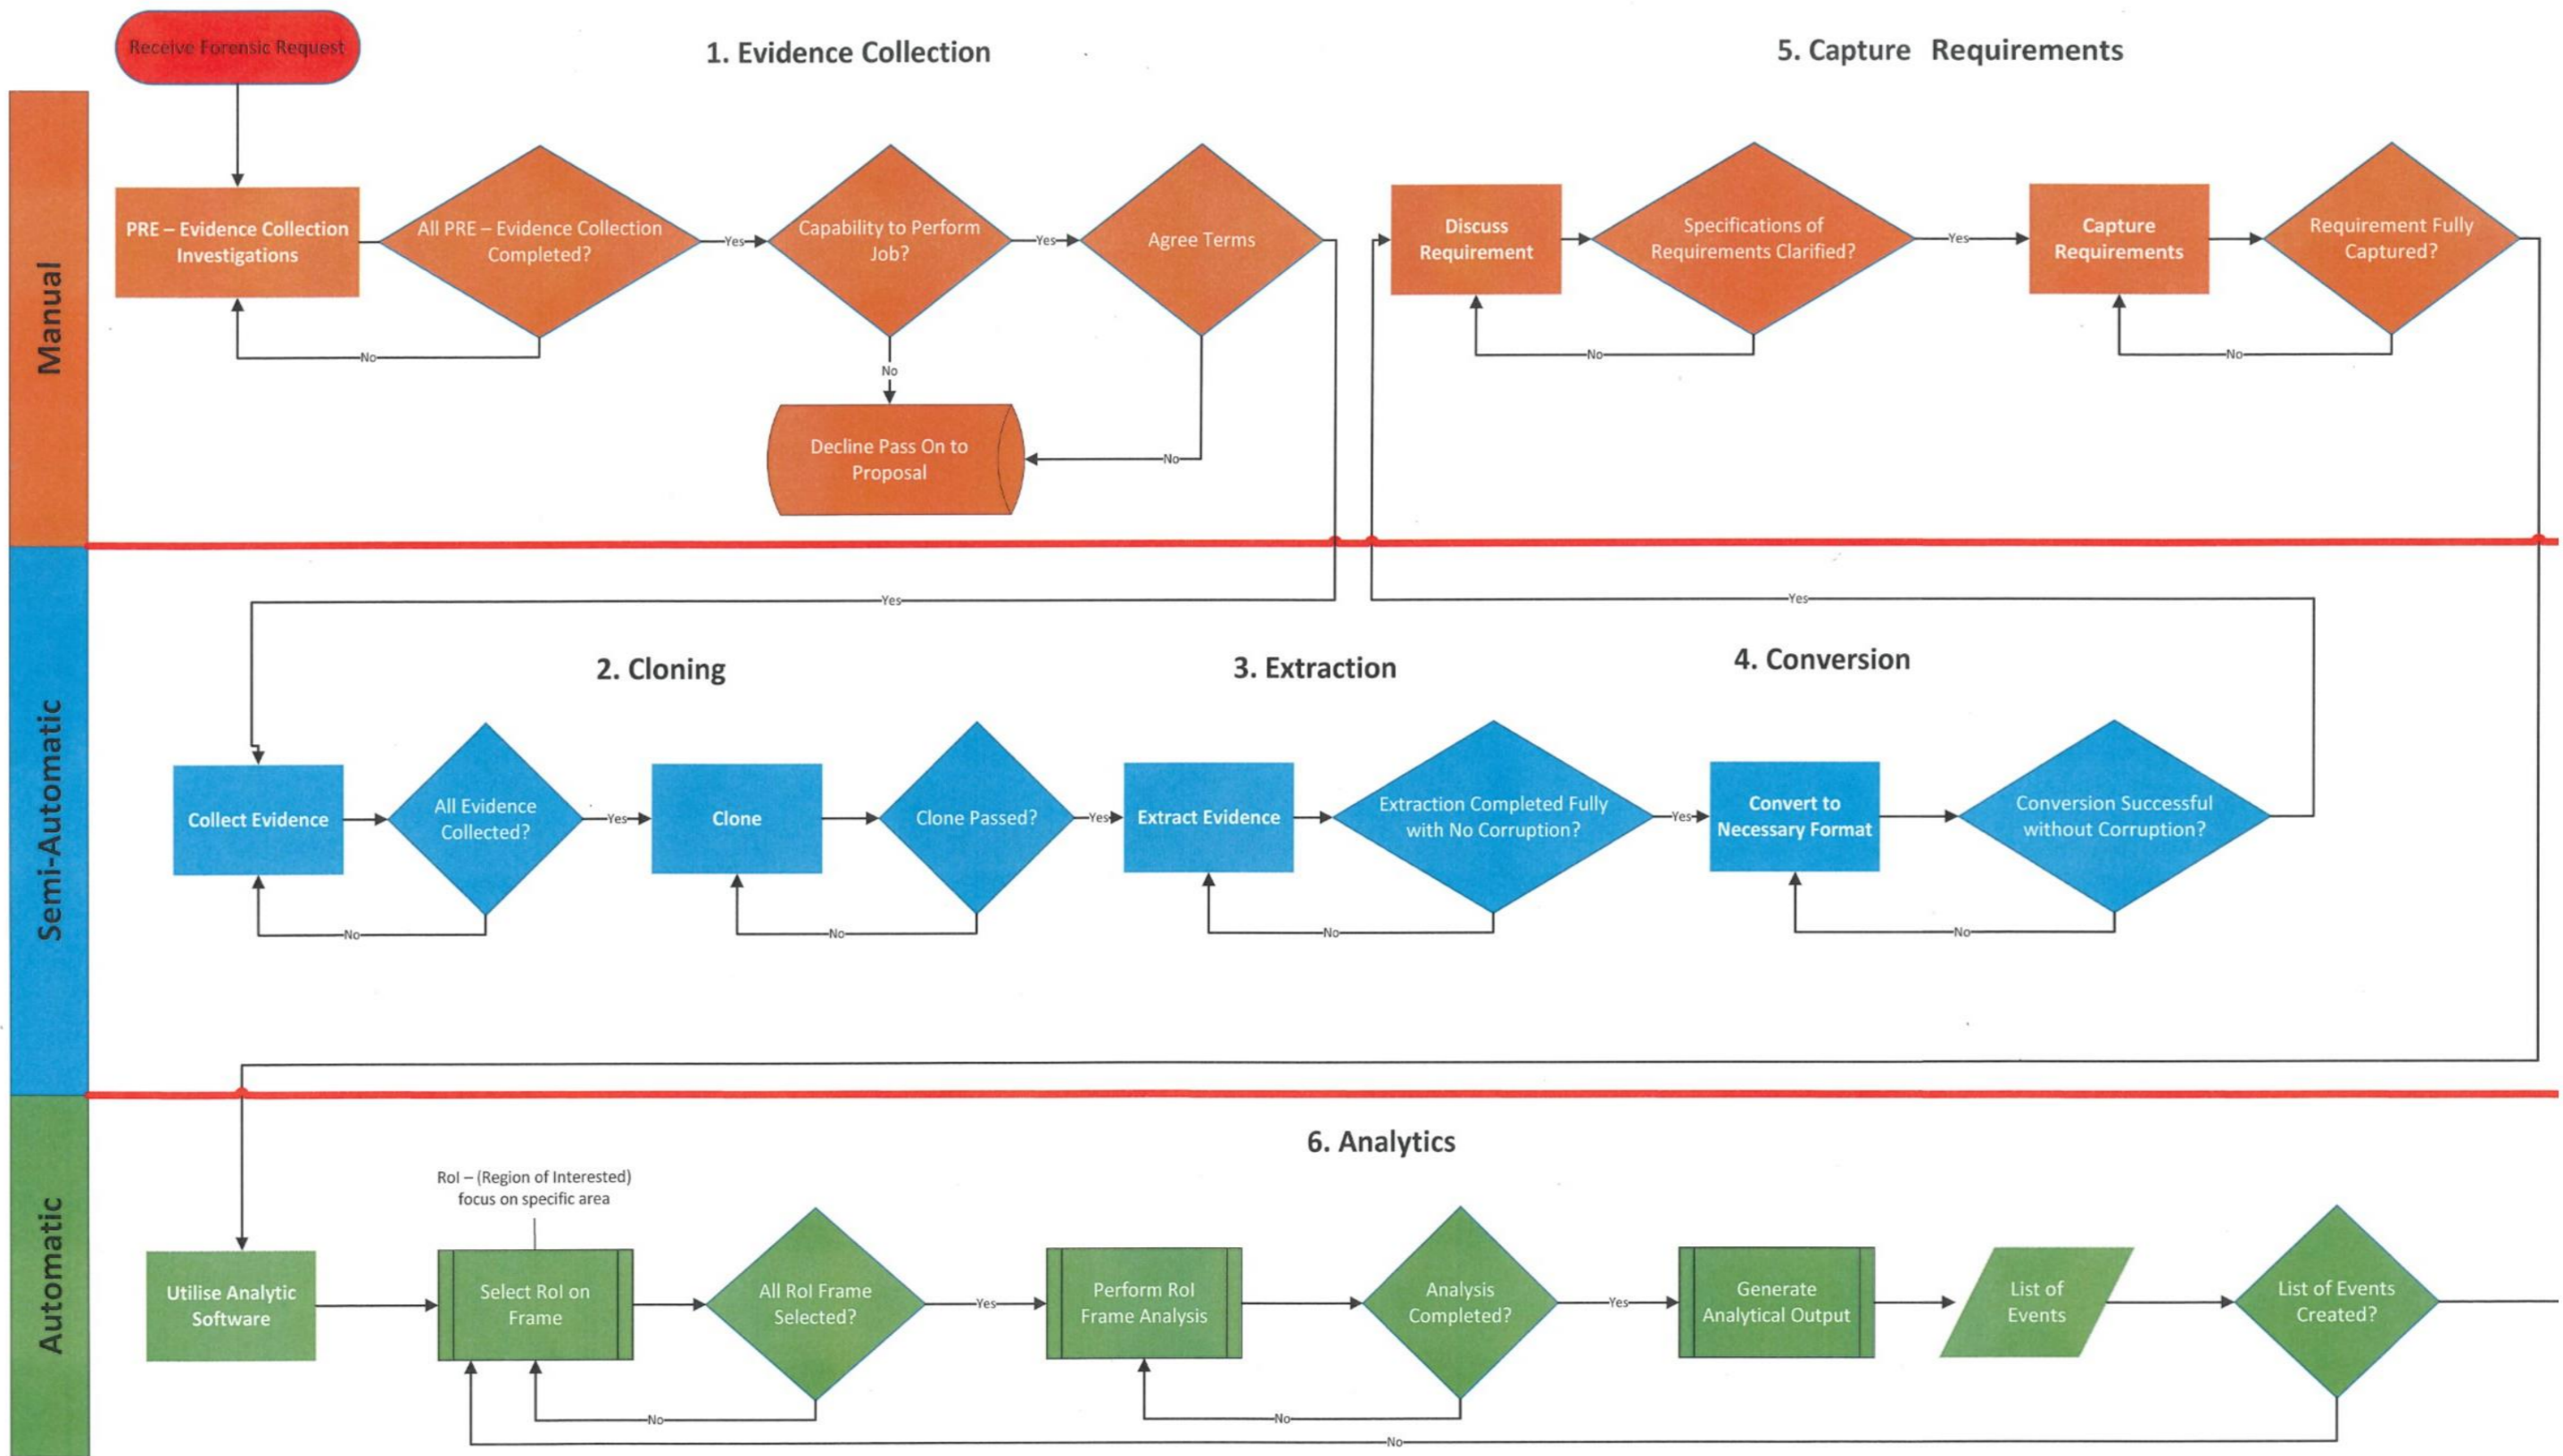 Receive Forensic Request
1. Evidence Collection
5. Capture Requirements
Manual
PRE – Evidence Collection
Investigations
All PRE – Evidence Collection
Completed?
Yes
Capability to Perform
Job?
Yes
Agree Terms
No
No
Decline Pass On to
Proposal
No
Discuss
Requirement
Specifications of
Requirements Clarified?
Yes
Capture
Requirements
Requirement Fully
Captured?
No
No
Semi-Automatic
Yes
Yes
2. Cloning
3. Extraction
4. Conversion
Collect Evidence
All Evidence
Collected?
Yes
Clone
Clone Passed?
Yes
Extract Evidence
Extraction Completed Fully
with No Corruption?
Yes
Convert to
Necessary Format
Conversion Successful
without Corruption?
No
No
No
No
Automatic
6. Analytics
RoI – (Region of Interested)
focus on specific area
Utilise Analytic
Software
Select RoI on
Frame
All RoI Frame
Selected?
Yes
Perform RoI
Frame Analysis
Analysis
Completed?
Yes
Generate
Analytical Output
List of
Events
List of Events
Created?
No
No
No